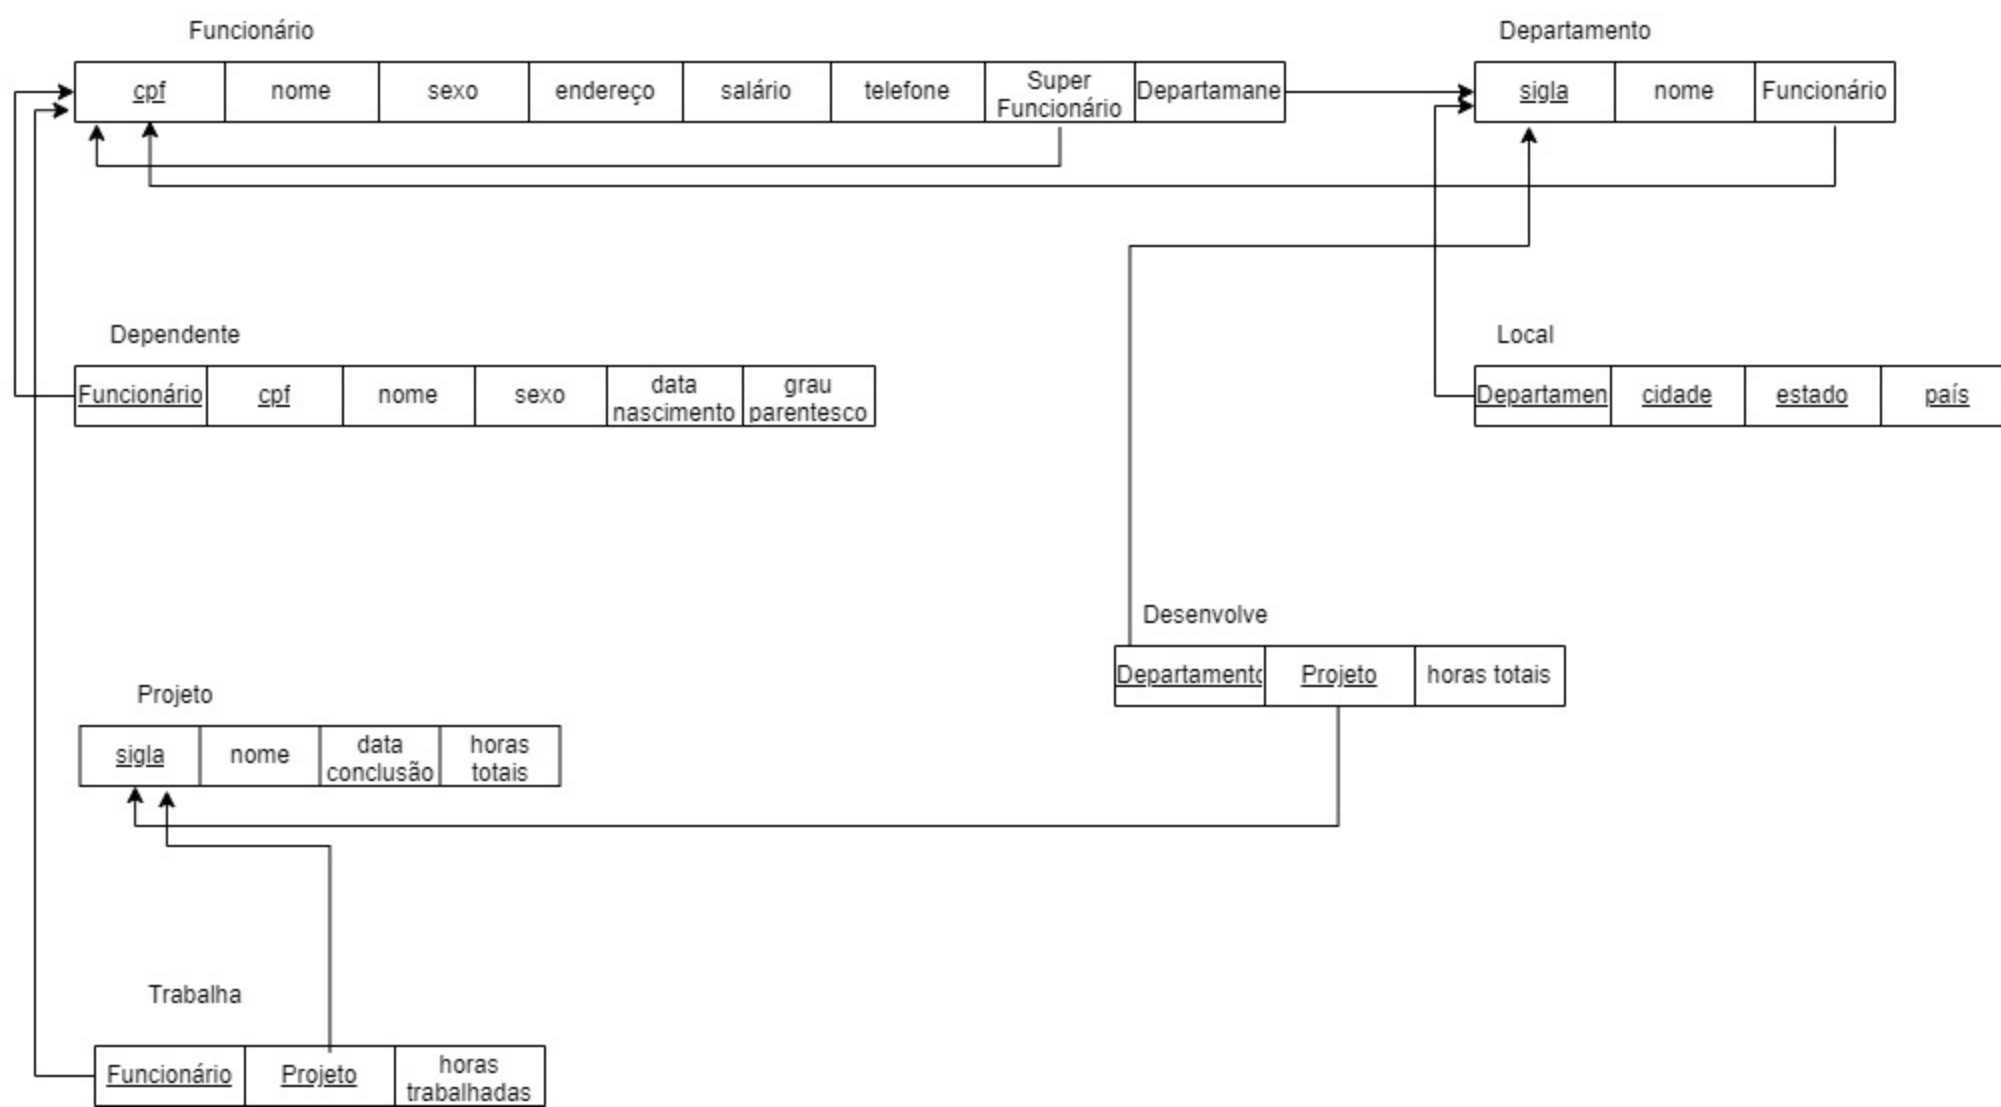 Funcionário
Departamento
cpf nome sexo endereço salário telefone Super Funcionário Departamane
sigla nome Funcionário
Dependente
Local
Funcionário cpf nome sexo data nascimento grau parentesco
Departamen cidade estado país
Desenvolve
Departamento Projeto horas totais
Projeto
sigla nome data conclusão horas totais
Trabalha
Funcionário Projeto horas trabalhadas